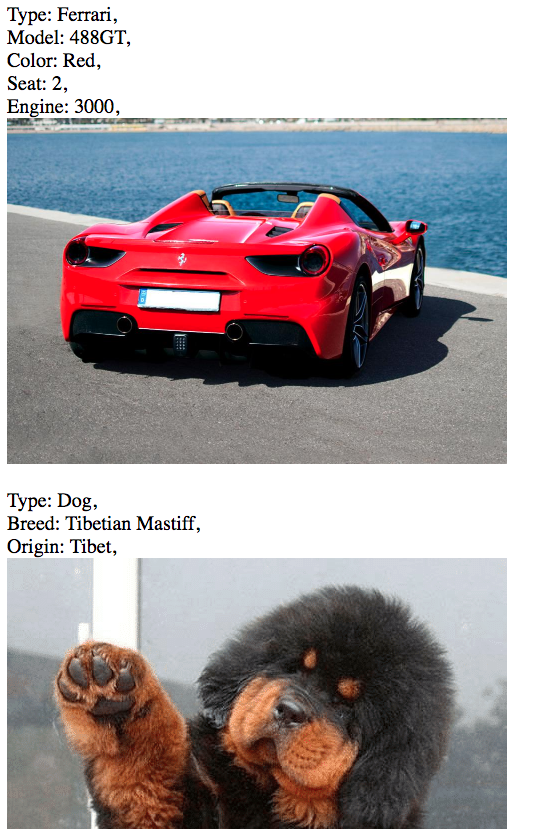 Type: Ferrari,
Model: 488GT,
Color: Red,
Seat: 2,
Engine: 3000,
Type: Dog,
Breed: Tibetian Mastiff,
Origin: Tibet,